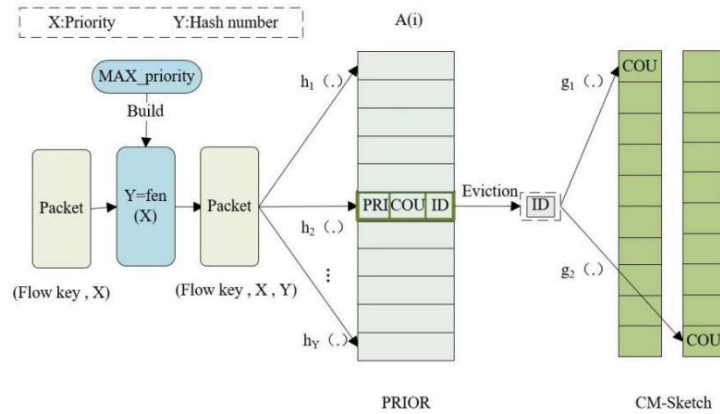 X:Priority Y:Hash number
A(i)
MAX_priority
Build
Packet
Y=fen
(X)
Packet
(Flow key , X)
(Flow key , X , Y)
h1 (.)
h2 (.)
⋮
hY (.)
PRI COU ID
Eviction
ID
g1 (.)
g2 (.)
COU
COU
PRIOR
CM-Sketch